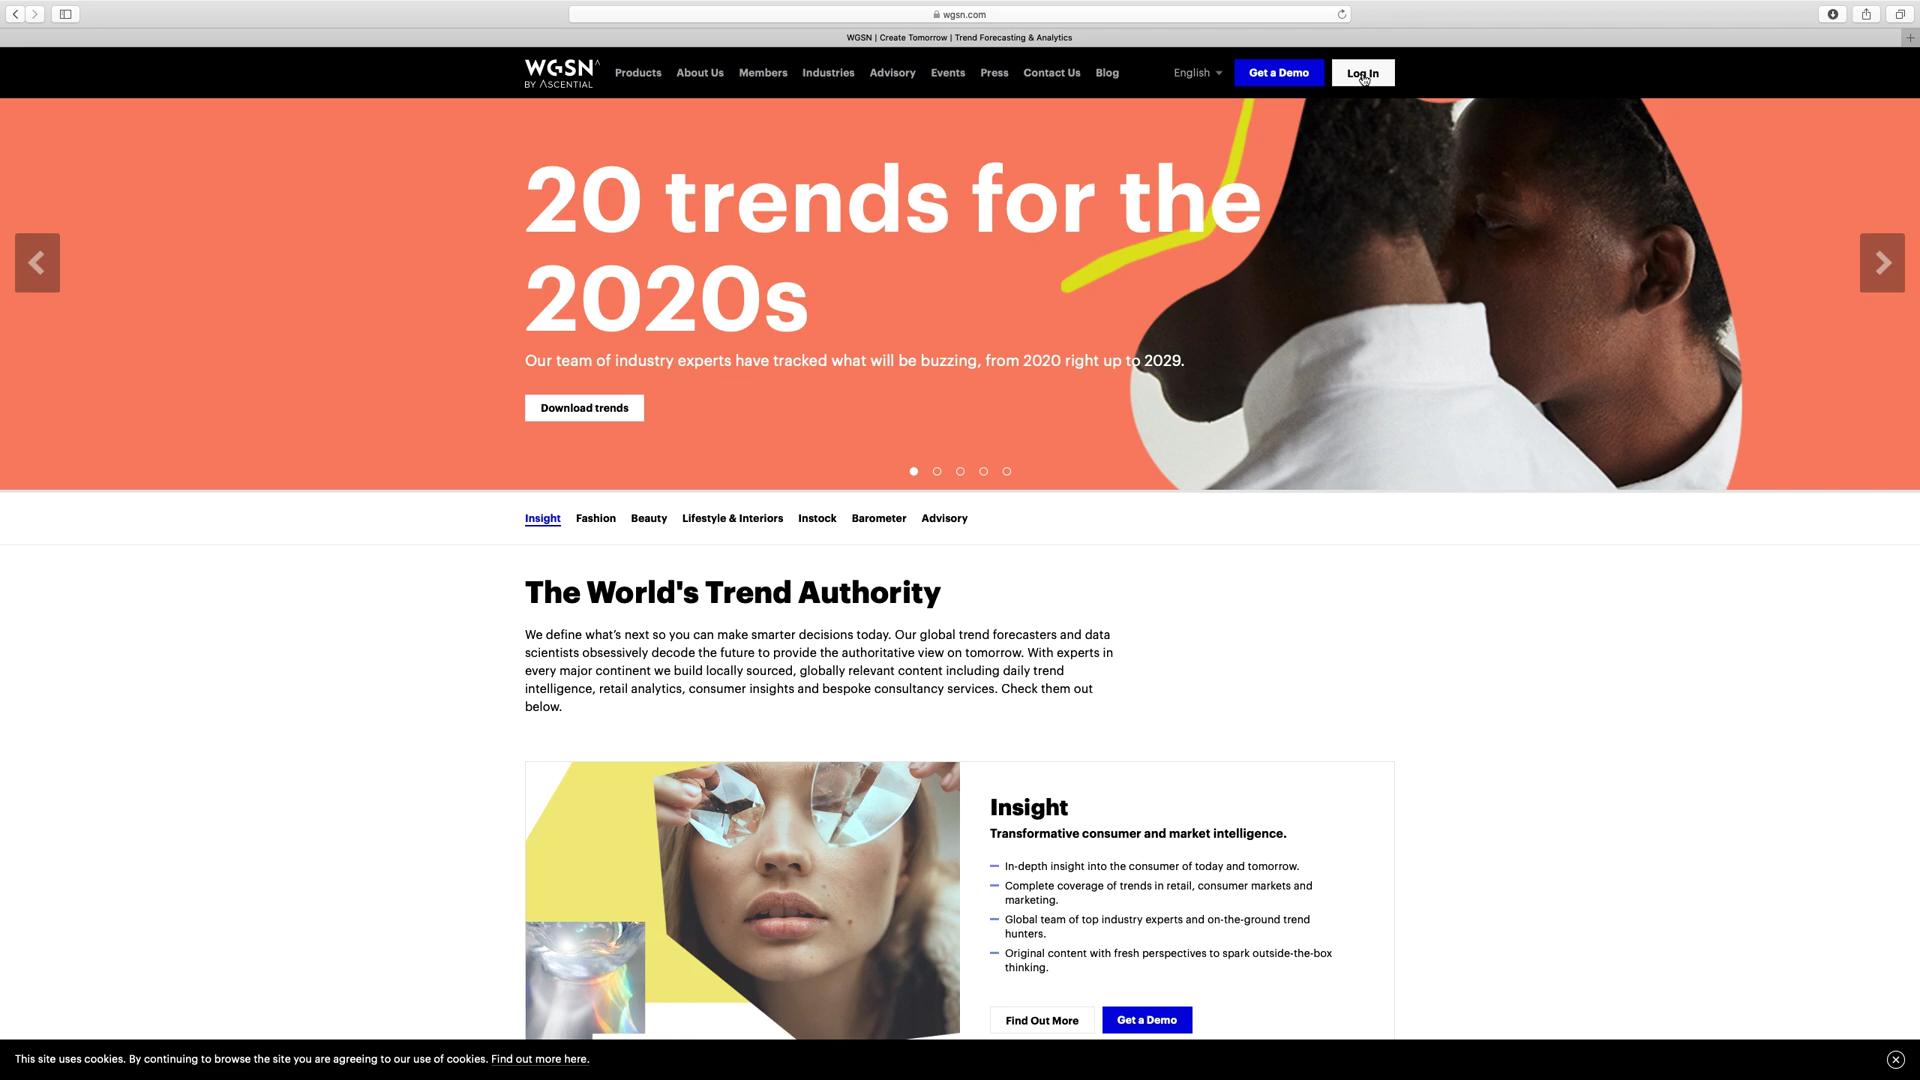 wgsn.com
WGSN | Create Tomorrow | Trend Forecasting & Analytics
WGSN
BY ASCENTIAL
Products About Us Members Industries Advisory Events Press Contact Us Blog English Get a Demo Log In
20 trends for the
2020s
Our team of industry experts have tracked what will be buzzing, from 2020 right up to 2029.
Download trends
Insight Fashion Beauty Lifestyle & Interiors Instock Barometer Advisory
The World's Trend Authority
We define what's next so you can make smarter decisions today. Our global trend forecasters and data
scientists obsessively decode the future to provide the authoritative view on tomorrow. With experts in
every major continent we build locally sourced, globally relevant content including daily trend
intelligence, retail analytics, consumer insights and bespoke consultancy services. Check them out
below.
Insight
Transformative consumer and market intelligence.
In-depth insight into the consumer of today and tomorrow.
Complete coverage of trends in retail, consumer markets and
marketing.
Global team of top industry experts and on-the-ground trend
hunters.
Original content with fresh perspectives to spark outside-the-box
thinking.
Find Out More Get a Demo
This site uses cookies. By continuing to browse the site you are agreeing to our use of cookies. Find out more here.